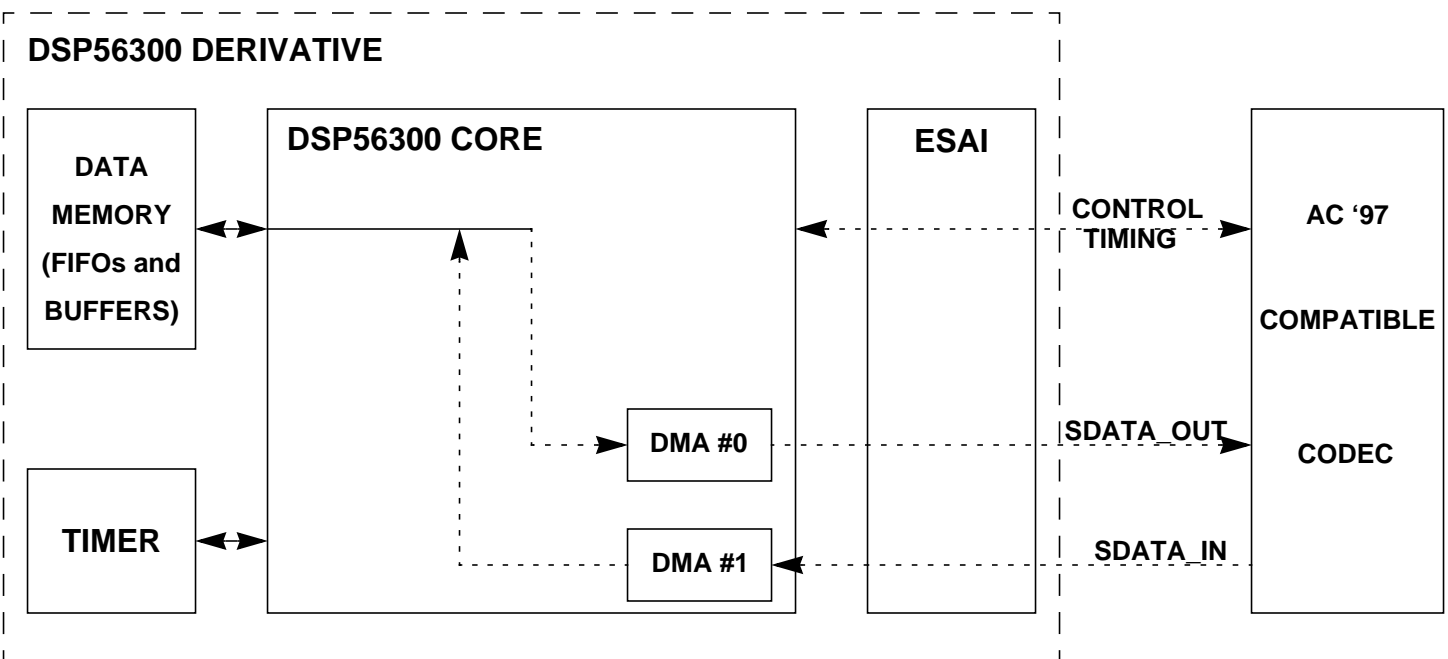 DSP56300 DERIVATIVE
DATA
MEMORY
(FIFOs and
BUFFERS)
DSP56300 CORE
ESAI
CONTROL
TIMING
AC ‘97
COMPATIBLE
CODEC
DMA #0
SDATA_OUT
TIMER
DMA #1
SDATA_IN